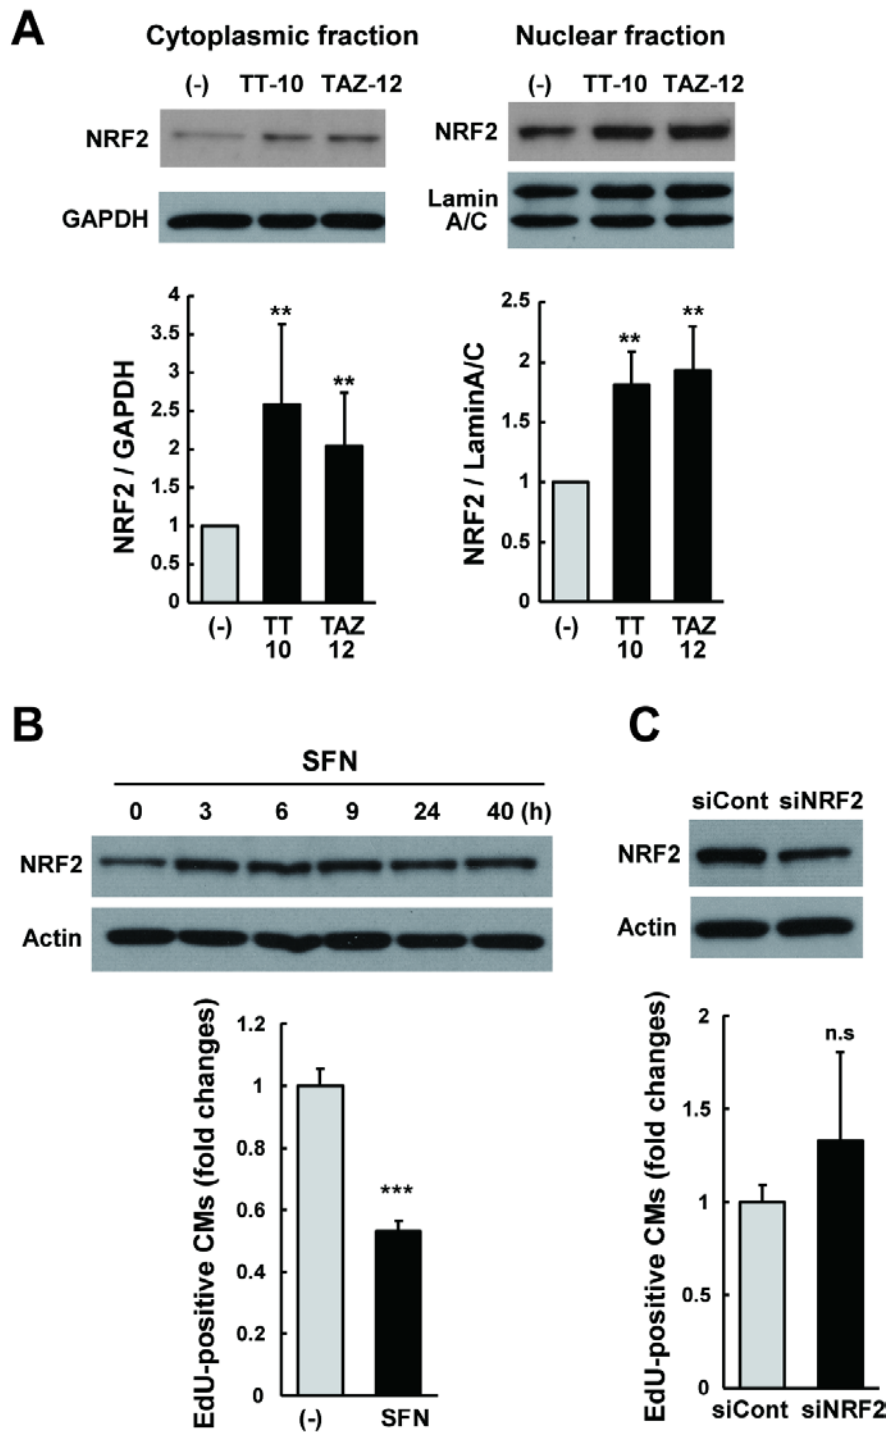 A
Cytoplasmic fraction
(-) TT-10 TAZ-12
NRF2
GAPDH
Nuclear fraction
(-) TT-10 TAZ-12
NRF2
Lamin
A/C
NRF2 / GAPDH
4
3.5
3
2.5
2
1.5
1
0.5
0
**
**
(-) TT TAZ
10 12
NRF2 / LaminA/C
2.5
2
1.5
1
0.5
0
**
**
(-) TT TAZ
10 12
B
SFN
0 3 6 9 24 40 (h)
NRF2
Actin
EdU-positive CMs (fold changes)
1.2
1
0.8
0.6
0.4
0.2
0
***
(-) SFN
C
siCont siNRF2
NRF2
Actin
EdU-positive CMs (fold changes)
2
1.5
1
0.5
0
n.s
siCont siNRF2